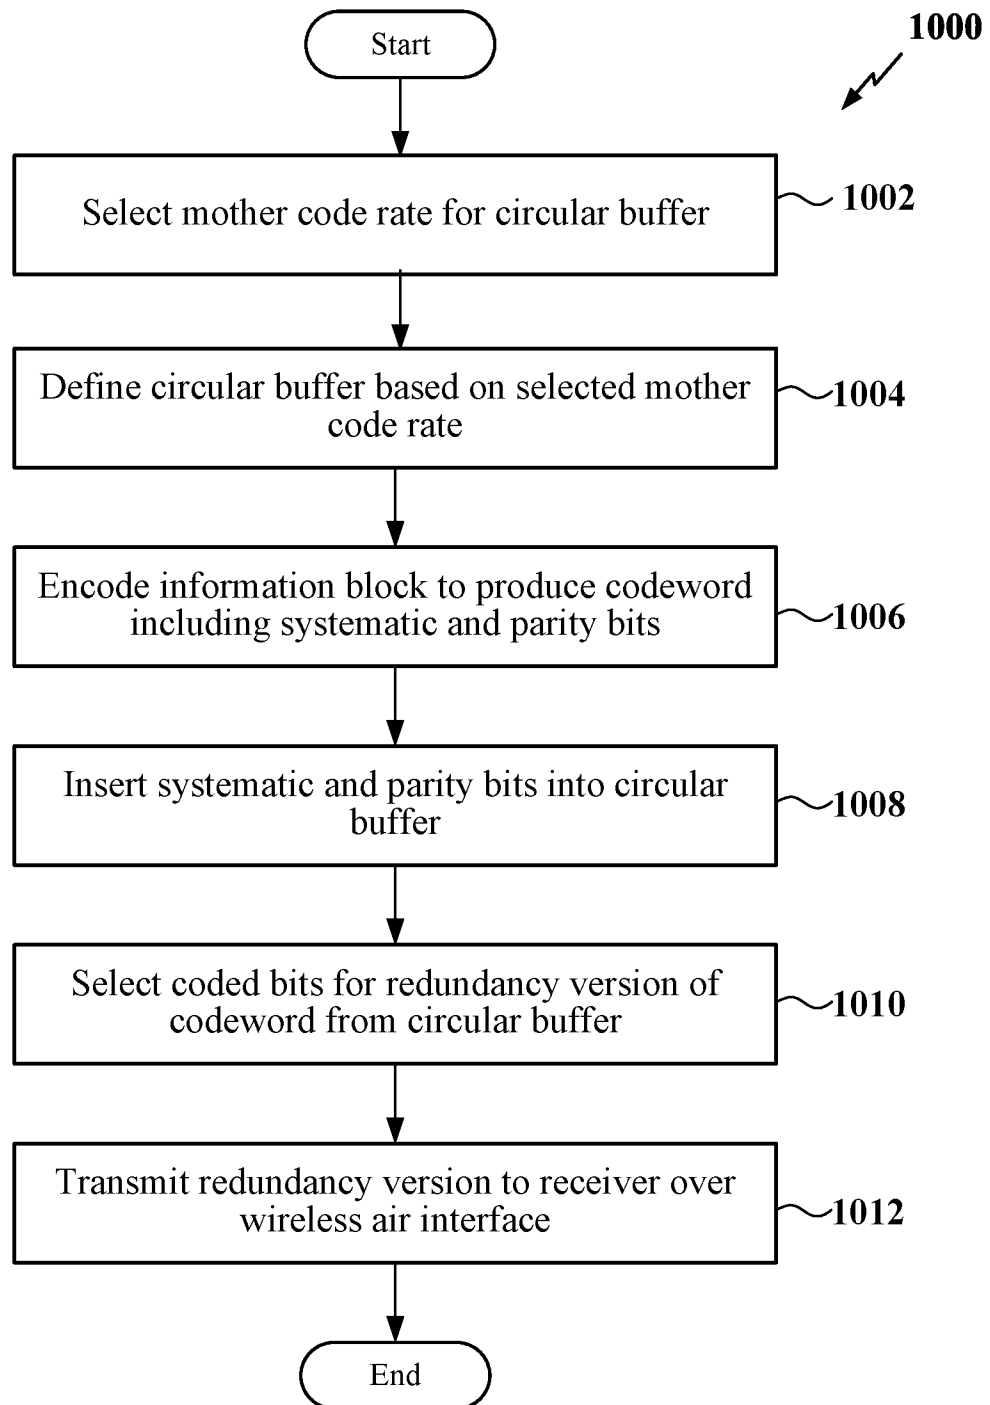 Start
1000
Select mother code rate for circular buffer
1002
Define circular buffer based on selected mother
code rate
1004
Encode information block to produce codeword
including systematic and parity bits
1006
Insert systematic and parity bits into circular
buffer
1008
Select coded bits for redundancy version of
codeword from circular buffer
1010
Transmit redundancy version to receiver over
wireless air interface
1012
End